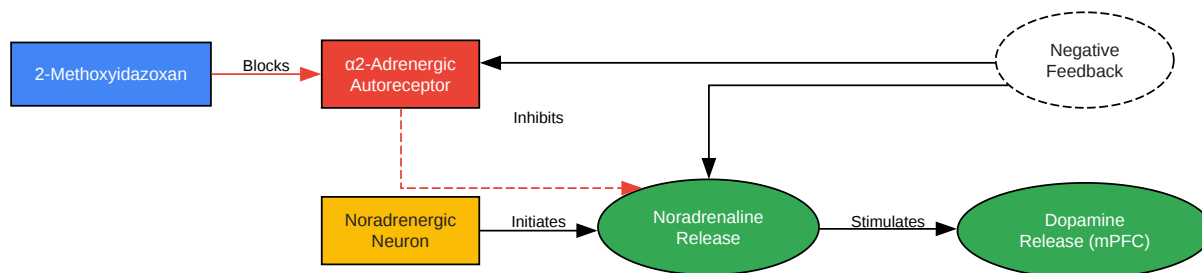 2-Methoxyidazoxan
Blocks
α2-Adrenergic
Autoreceptor
Negative
Feedback
Inhibits
Noradrenergic
Neuron
Initiates
Noradrenaline
Release
Stimulates
Dopamine
Release (mPFC)